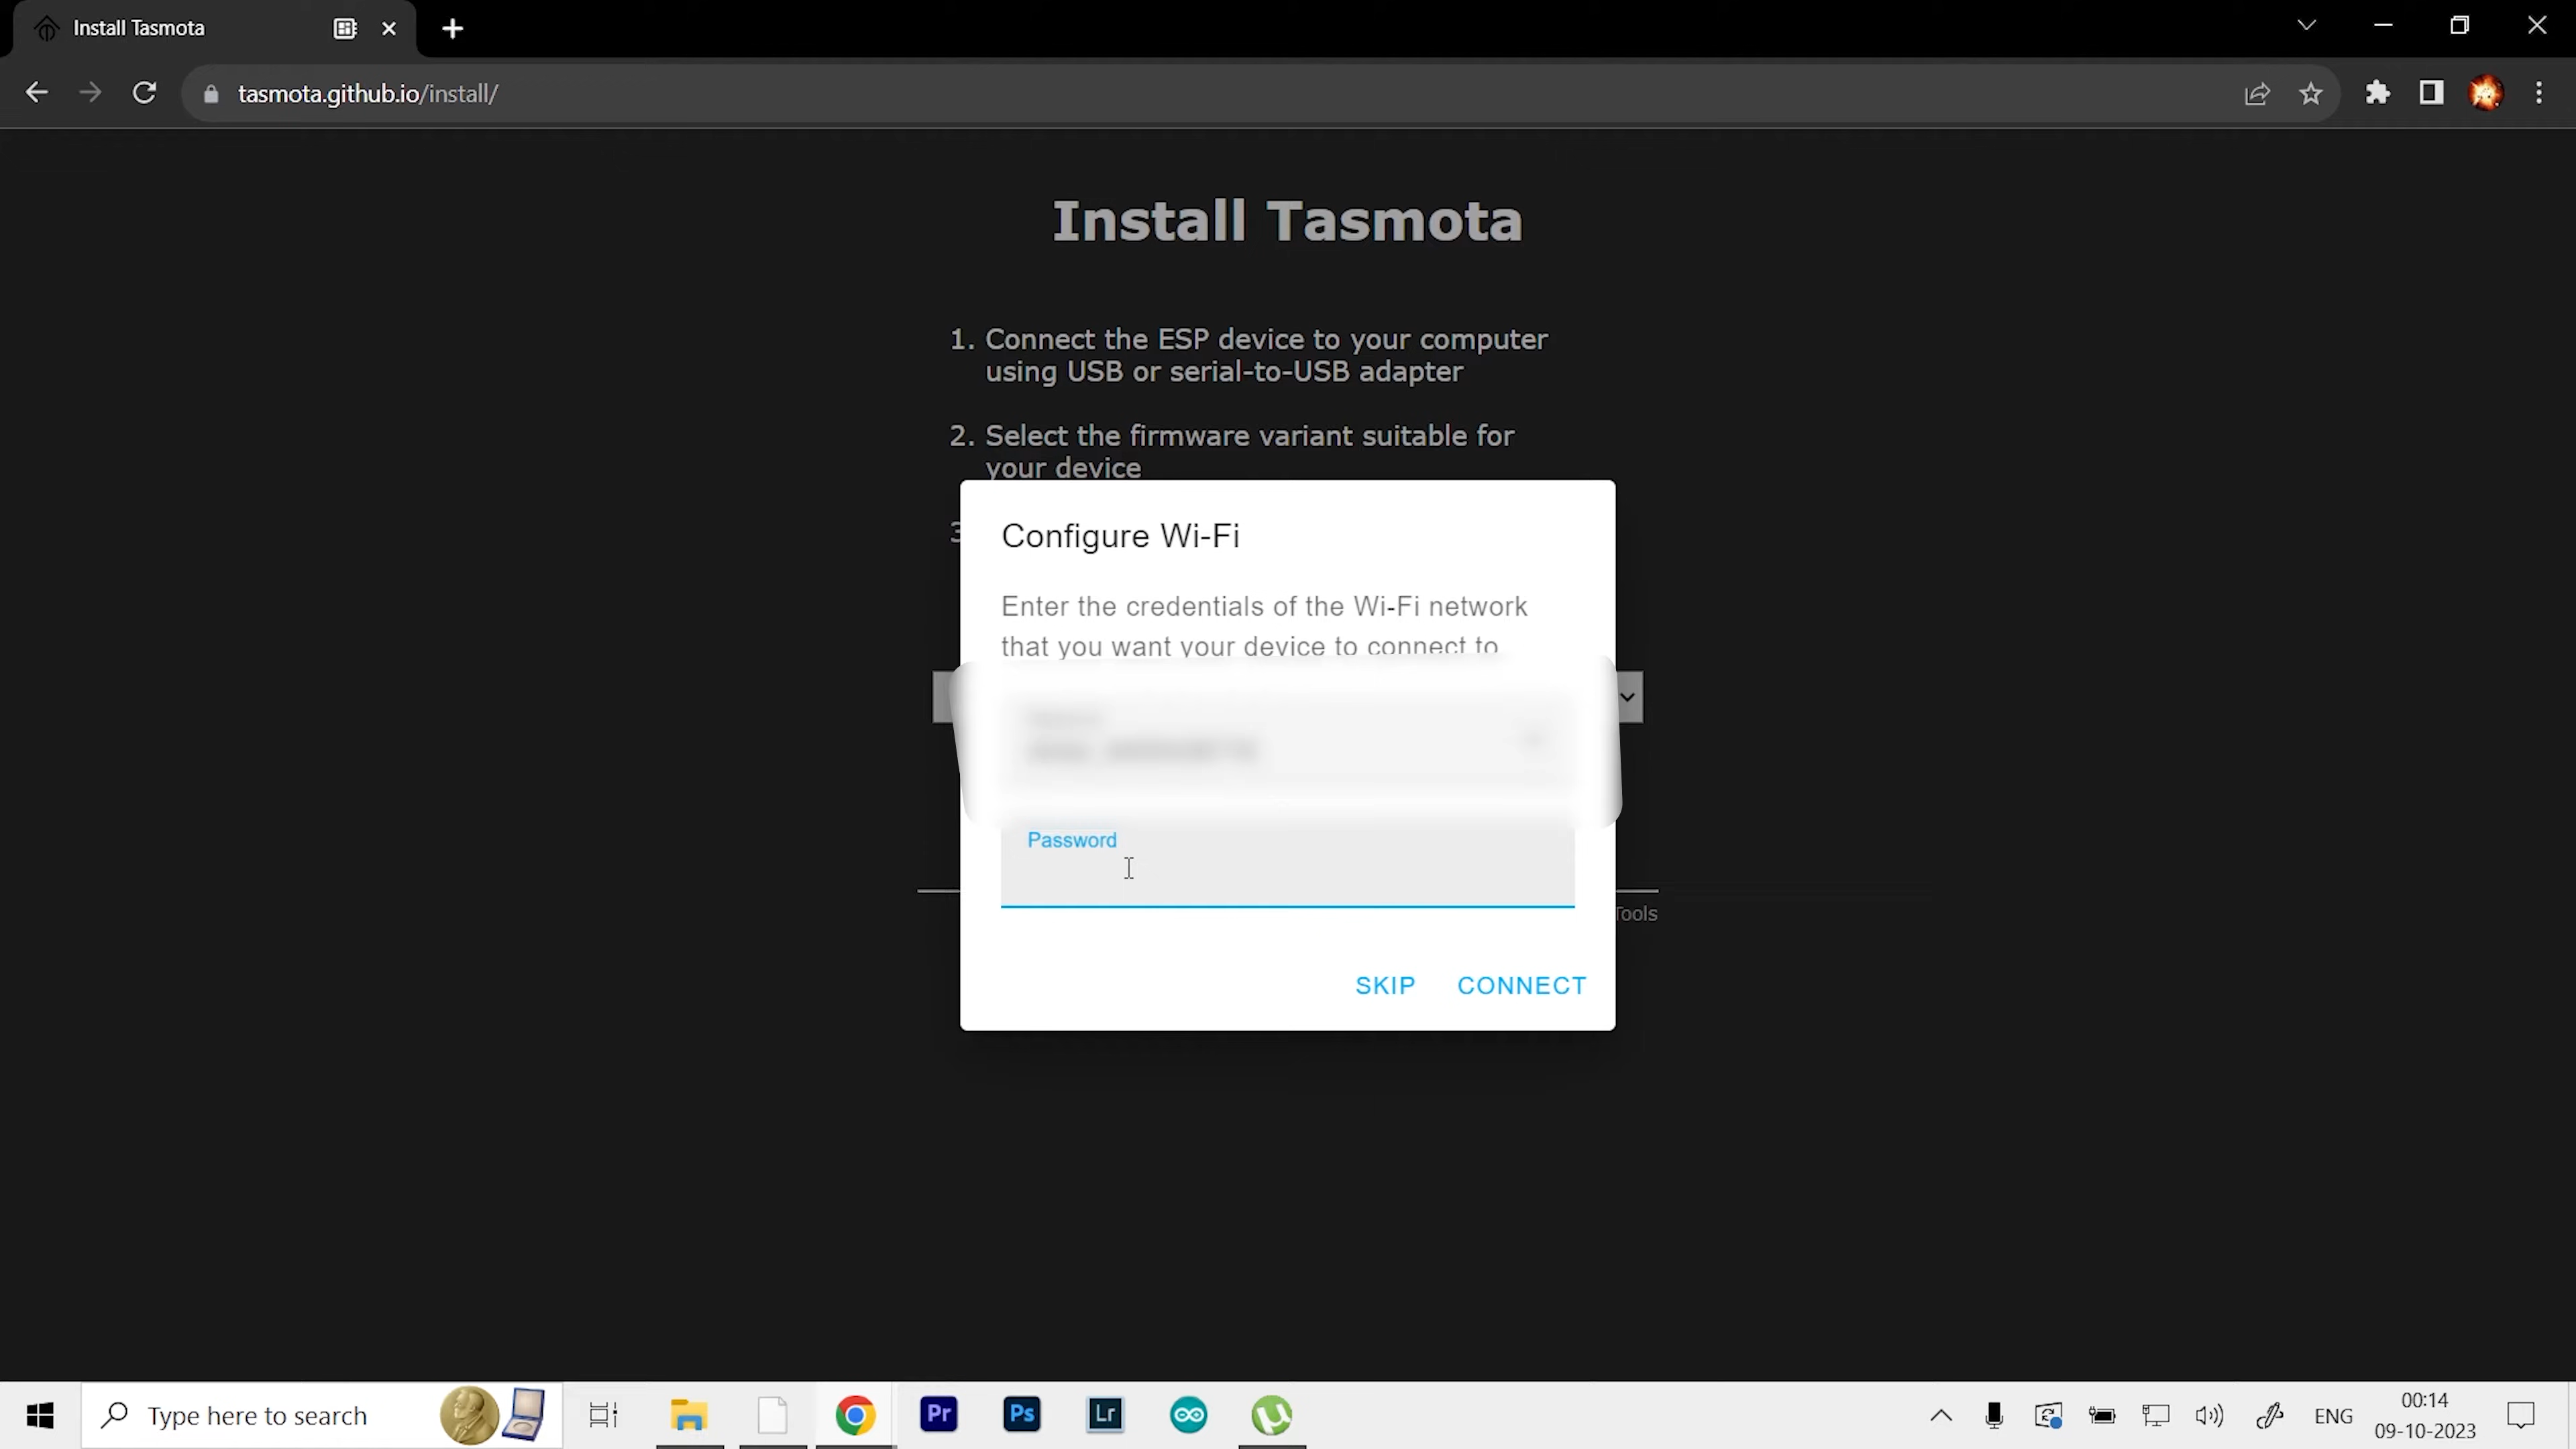 Install Tasmota
tasmota.github.io/install/
Install Tasmota
1. Connect the ESP device to your computer
using USB or serial-to-USB adapter
2. Select the firmware variant suitable for
your device
Configure Wi-Fi
Enter the credentials of the Wi-Fi network
that you want your device to connect to
Password
Tools
SKIP CONNECT
Type here to search
Pr
Ps
Lr
ENG
00:14
09-10-2023